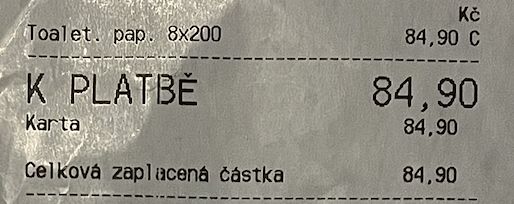 Kč
Toalet. pap. 8x200 84,90 C
K PLATBĚ 84,90
Karta 84,90
Celková zaplacená částka 84,90